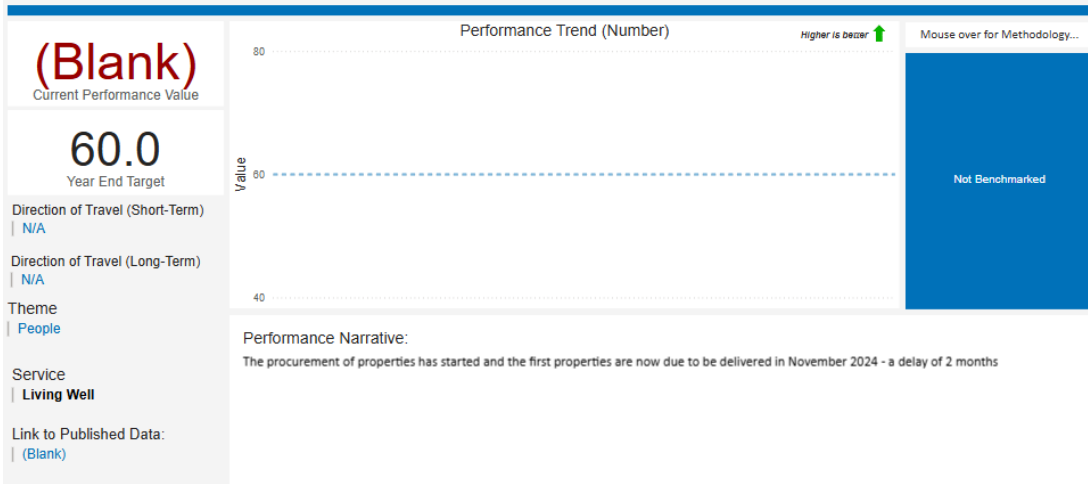 (Blank)
Current Performance Value
60.0
Year End Target
Direction of Travel (Short-Term)
N/A
Direction of Travel (Long-Term)
N/A
Theme
People
Service
Living Well
Link to Published Data:
(Blank)
Performance Trend (Number)
Higher is better
80
60
40
Value
Mouse over for Methodology...
Not Benchmarked
Performance Narrative:
The procurement of properties has started and the first properties are now due to be delivered in November 2024 - a delay of 2 months